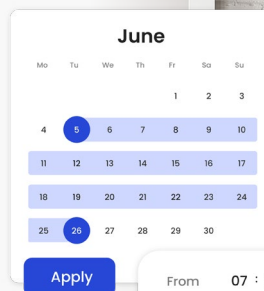 June
Mo Tu We Th Fr Sa Su
1 2 3
4 5 6 7 8 9 10
11 12 13 14 15 16 17
18 19 20 21 22 23 24
25 26 27 28 29 30
Apply
From 07 :